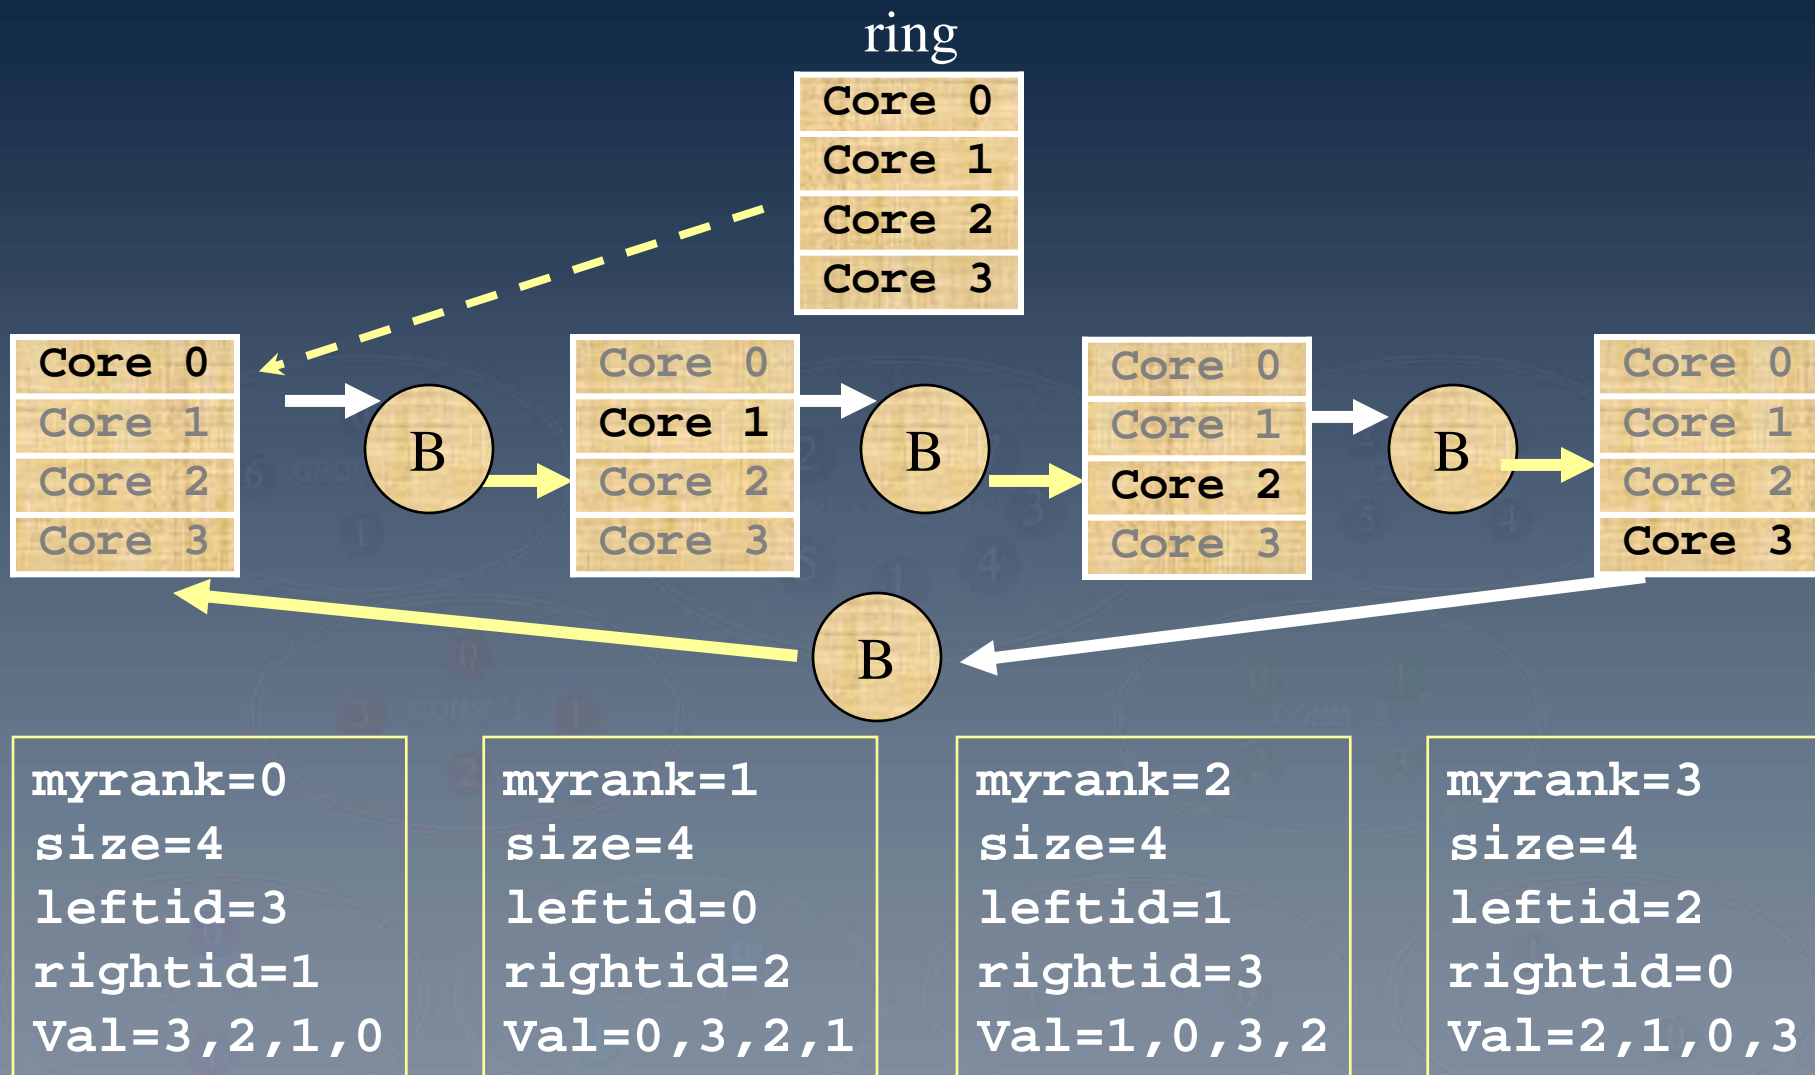 ring
Core 0
Core 1
Core 2
Core 3
Core 0
Core 1
Core 2
Core 3
B
Core 0
Core 1
Core 2
Core 3
B
Core 0
Core 1
Core 2
Core 3
B
Core 0
Core 1
Core 2
Core 3
B
myrank=0
size=4
leftid=3
rightid=1
Val=3,2,1,0
myrank=1
size=4
leftid=0
rightid=2
Val=0,3,2,1
myrank=2
size=4
leftid=1
rightid=3
Val=1,0,3,2
myrank=3
size=4
leftid=2
rightid=0
Val=2,1,0,3